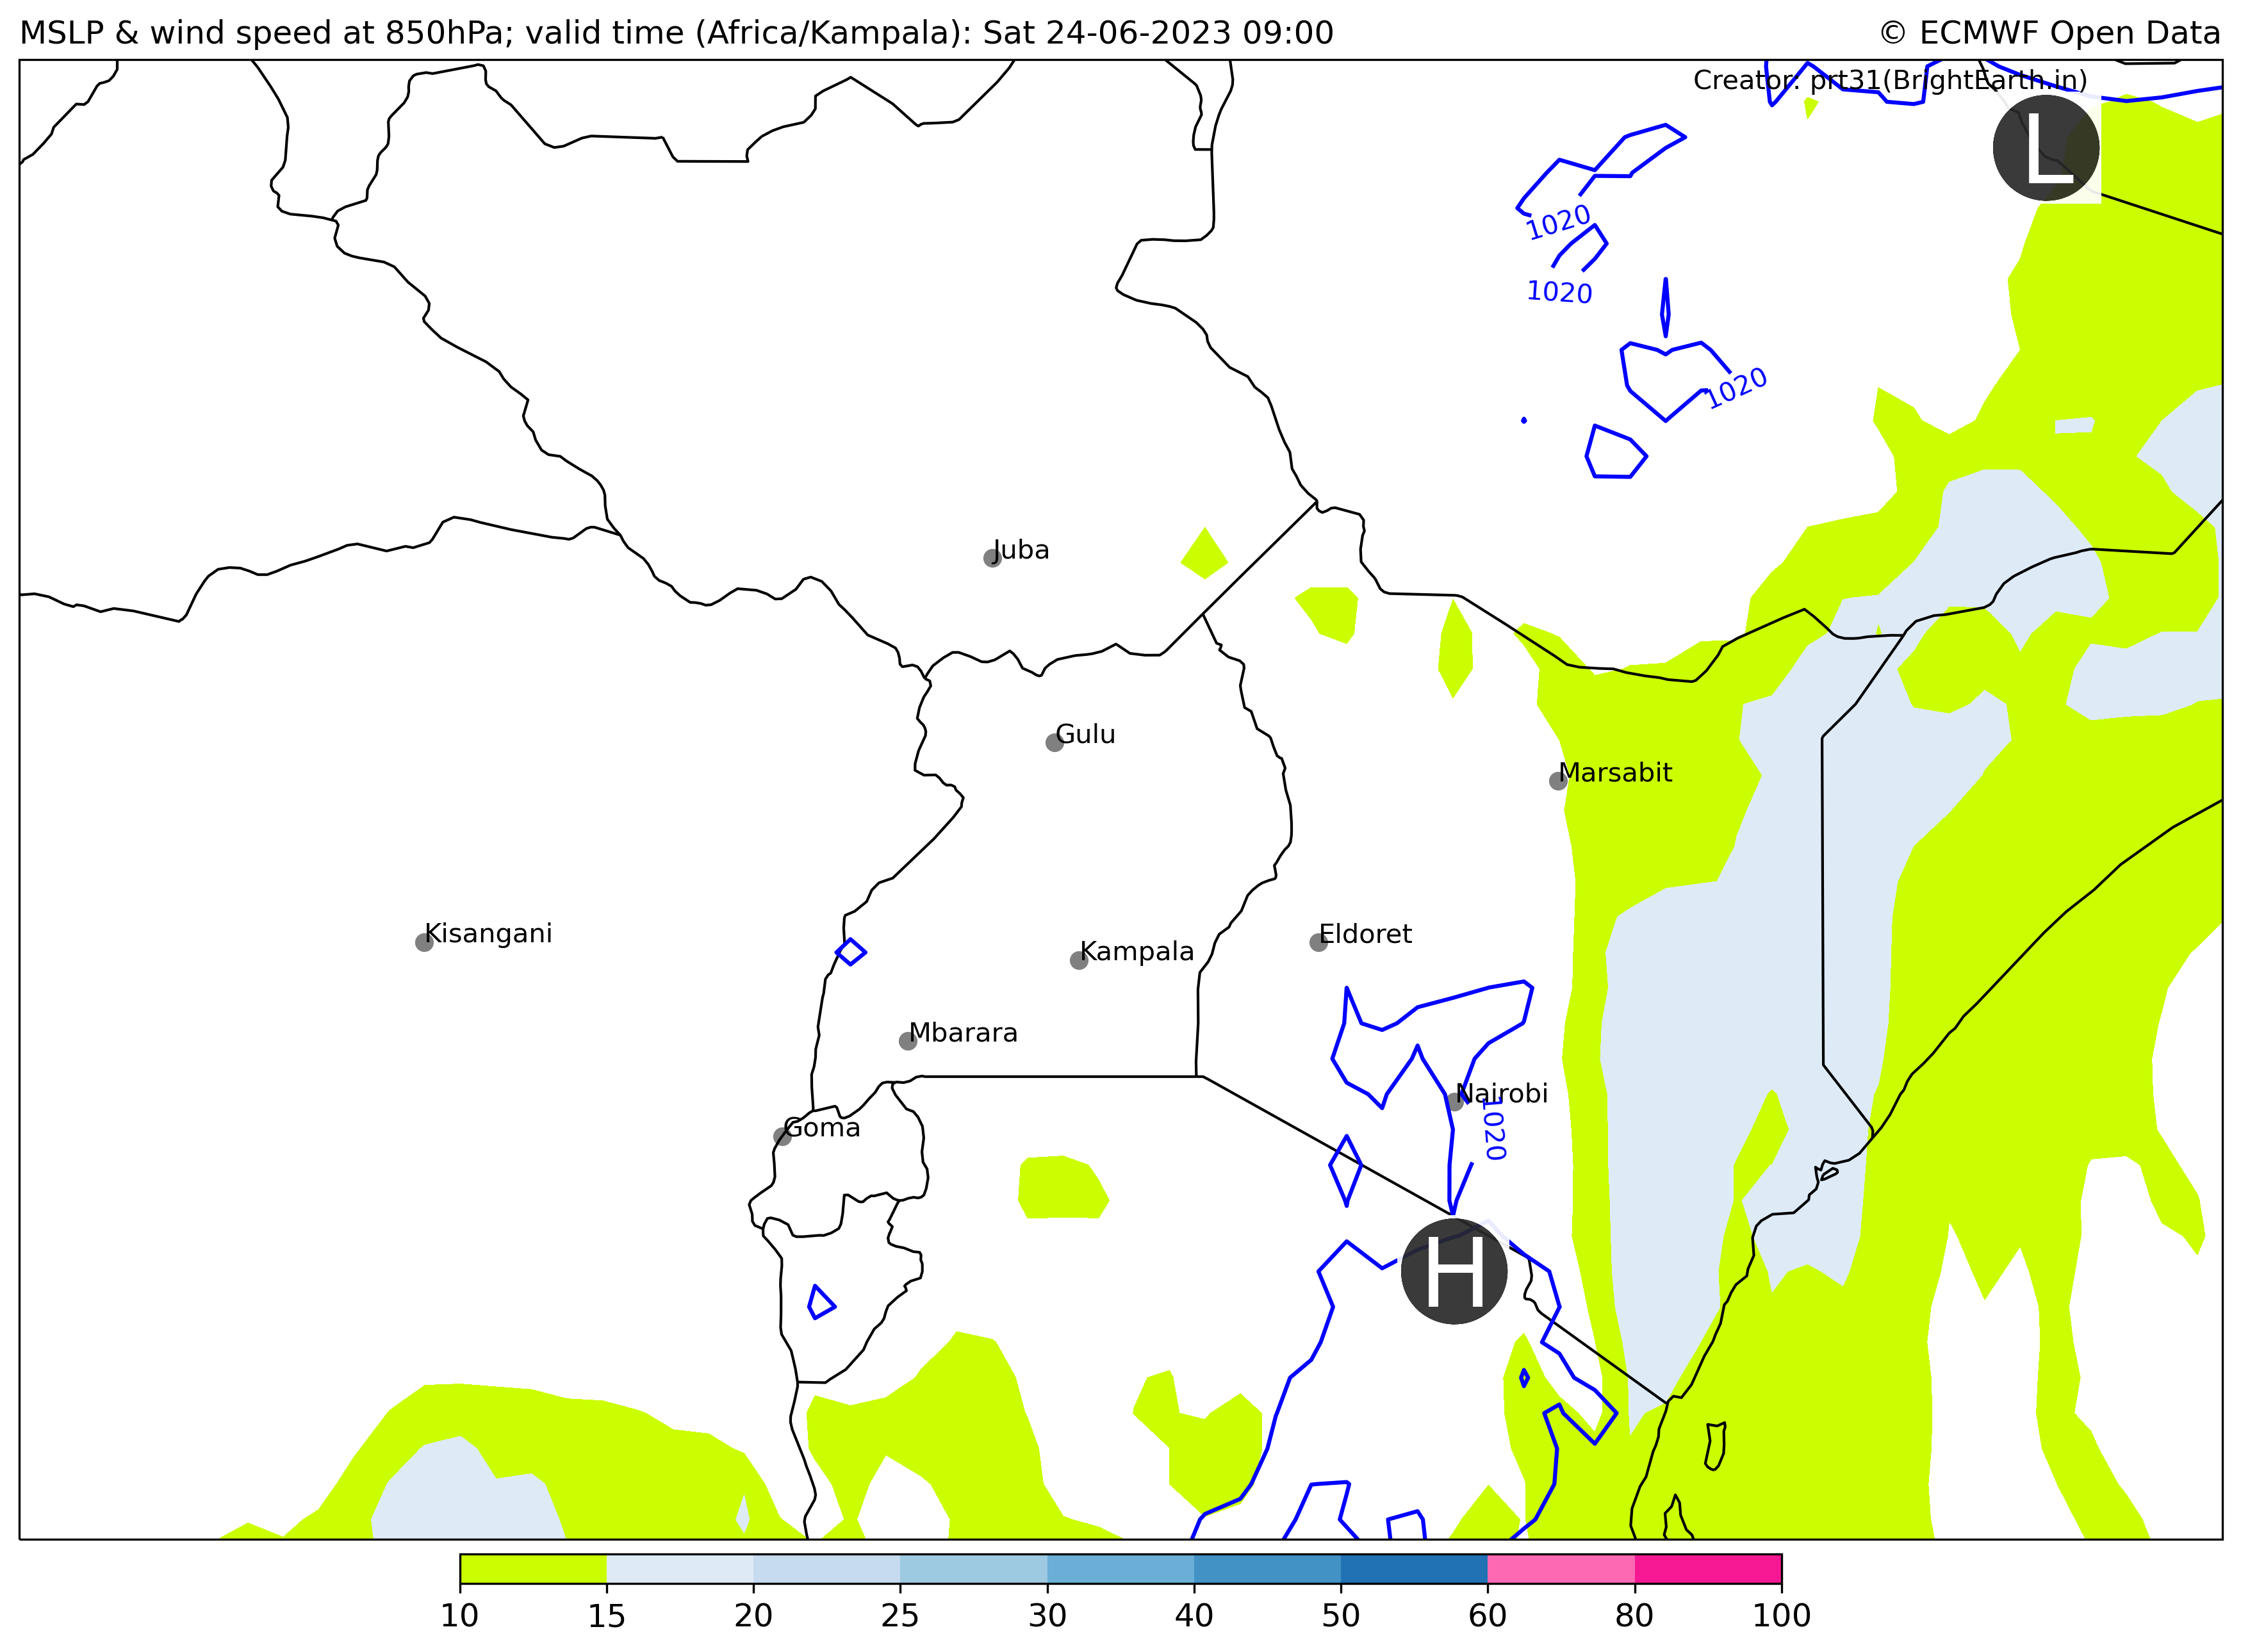 MSLP & wind speed at 850hPa; valid time (Africa/Kampala): Sat 24-06-2023 09:00
© ECMWF Open Data
Creator: prt31(BrightEarth.in)
L
1020
1020
1020
Juba
Gulu
Marsabit
Kisangani
Eldoret
Kampala
Mbarara
Nairobi
1020
Goma
H
10 15 20 25 30 40 50 60 80 100